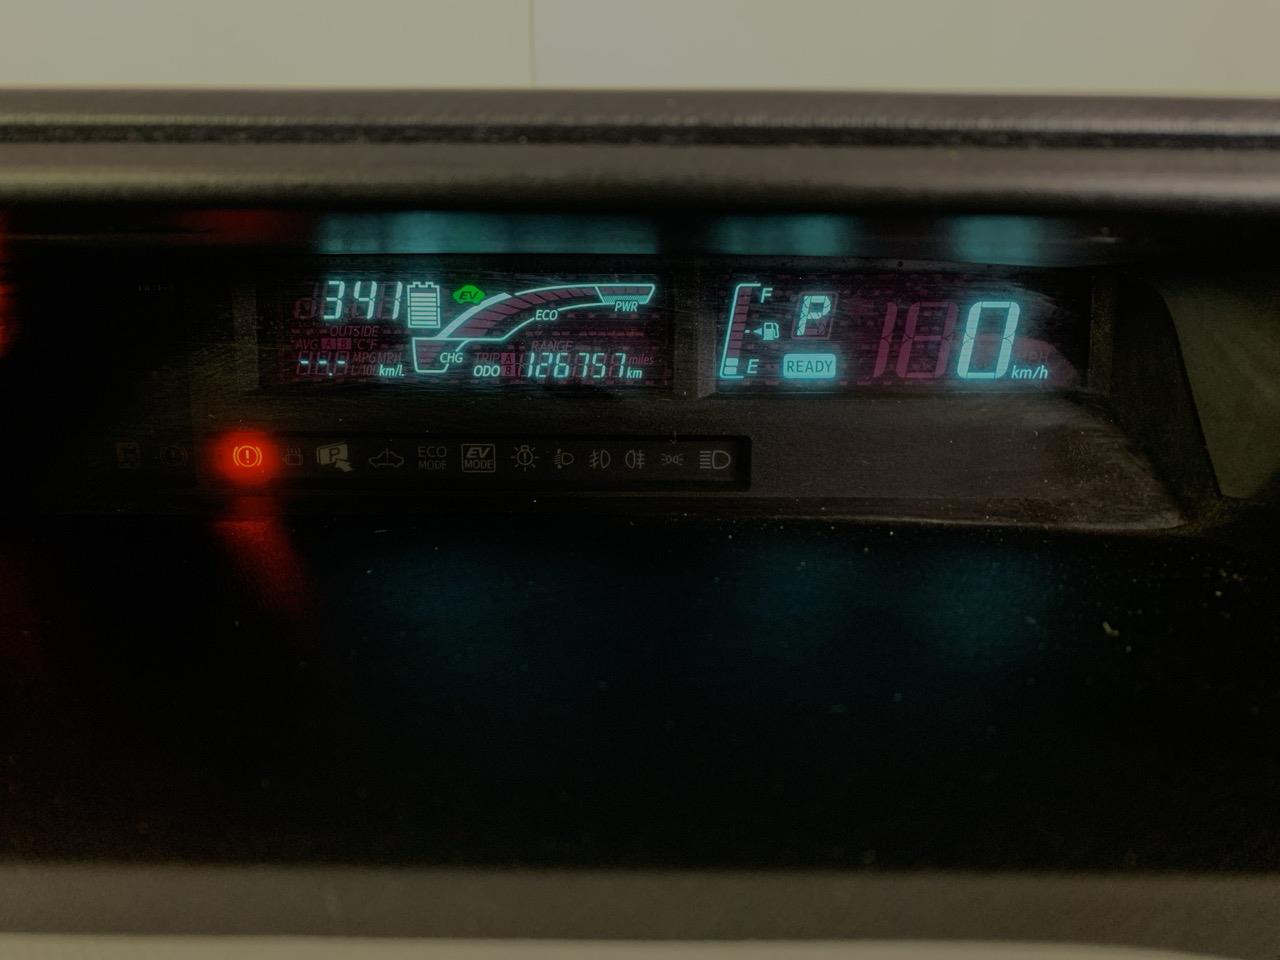 341
EV
ECO
PWR
CHG
OUTSIDE
AVG A B °C°F
--.- MPG MPH
L/100 km/L
RANGE
TRIP A
ODO B 126757 miles
km
F
E
P
READY
0
MPH
km/h
P
ECO
MODE
EV
MODE